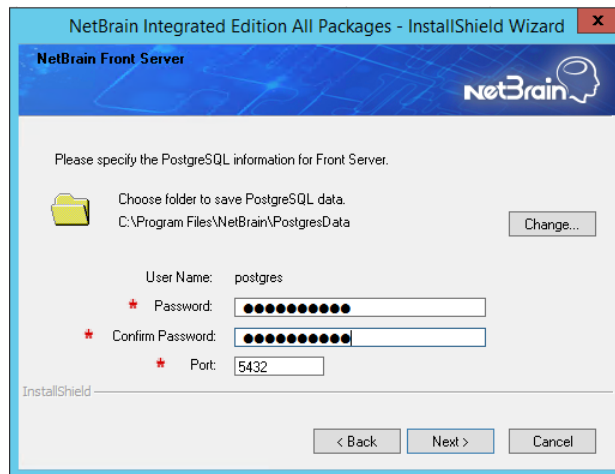 NetBrain Integrated Edition All Packages - InstallShield Wizard x
NetBrain Front Server
NetBrain
Please specify the PostgreSQL information for Front Server.
Choose folder to save PostgreSQL data.
C:\Program Files\NetBrain\PostgresData
Change...
User Name: postgres
* Password: ●●●●●●●●●●
* Confirm Password: ●●●●●●●●●●
* Port: 5432
InstallShield
< Back Next > Cancel